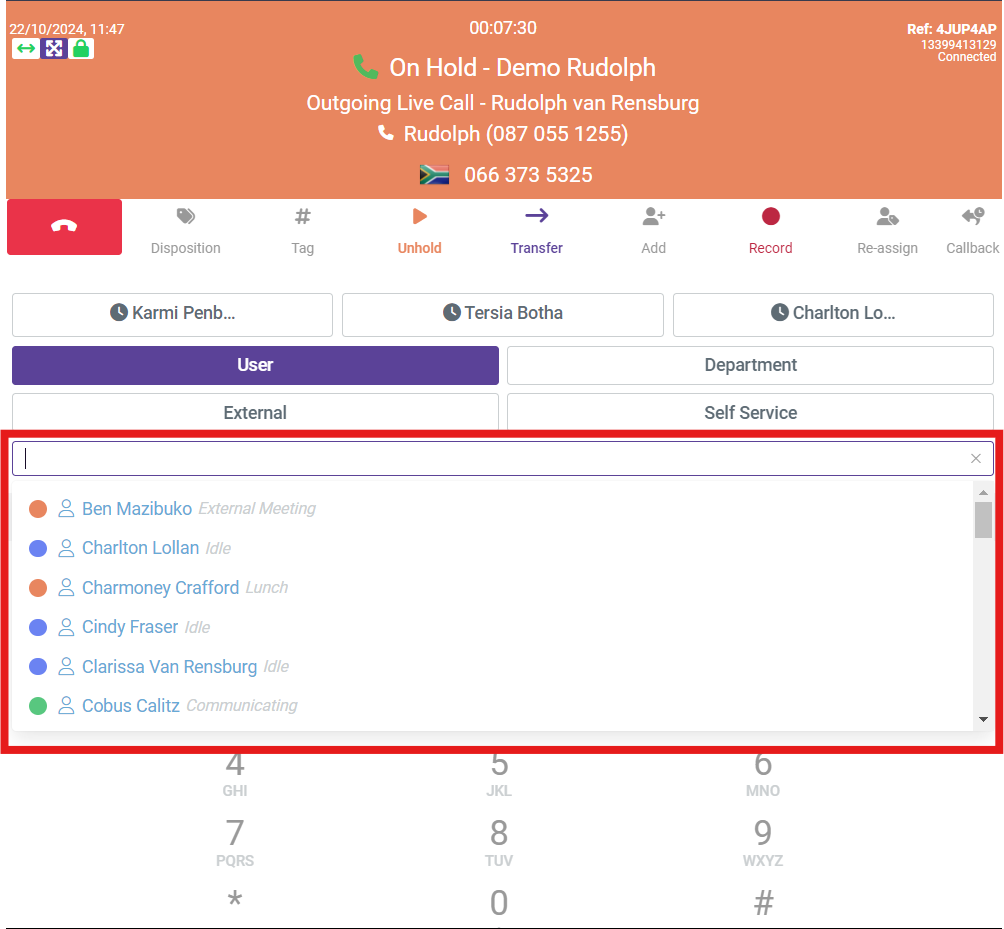 22/10/2024, 11:47
00:07:30
Ref: 4JUP4AP
13399413129
Connected
On Hold - Demo Rudolph
Outgoing Live Call - Rudolph van Rensburg
Rudolph (087 055 1255)
066 373 5325
Disposition
Tag
Unhold
Transfer
Add
Record
Re-assign
Callback
Karmi Penb...
Tersia Botha
Charlton Lo...
User
Department
External
Self Service
Ben Mazibuko External Meeting
Charlton Lollan Idle
Charmoney Crafford Lunch
Cindy Fraser Idle
Clarissa Van Rensburg Idle
Cobus Calitz Communicating
4 5 6
GHI JKL MNO
7 8 9
PQRS TUV WXYZ
* 0 #